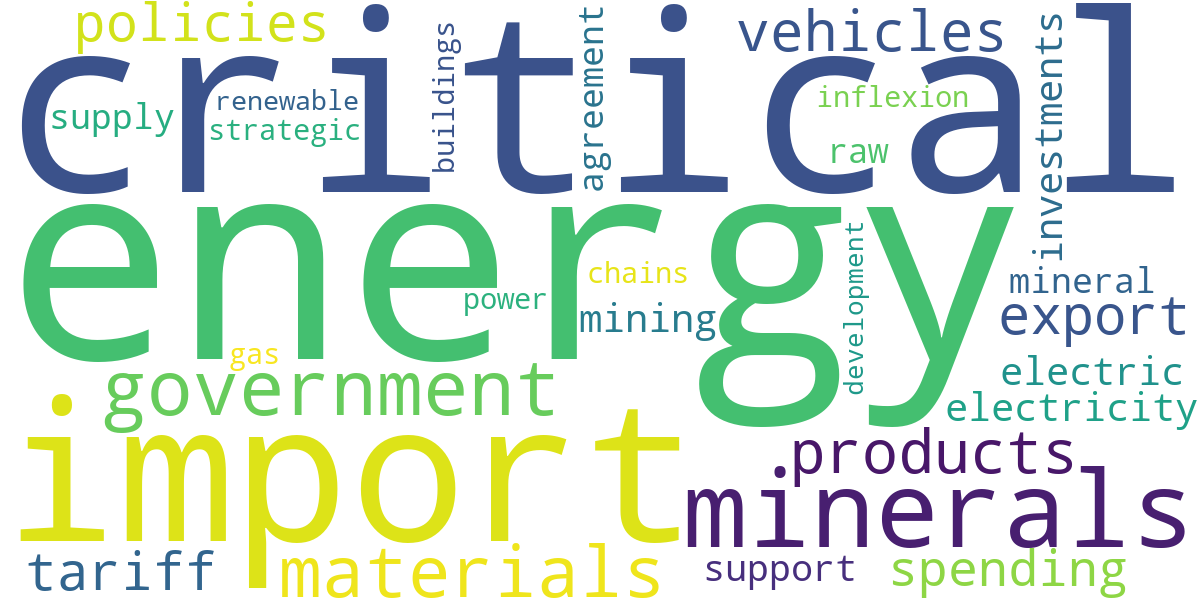 policies
vehicles
critical
supply
renewable
strategic
buildings
agreement
inflexion
raw
investments
energy
chains
power
mining
development
mineral
export
gas
government
electric
electricity
import
products
minerals
tariff
materials
support
spending